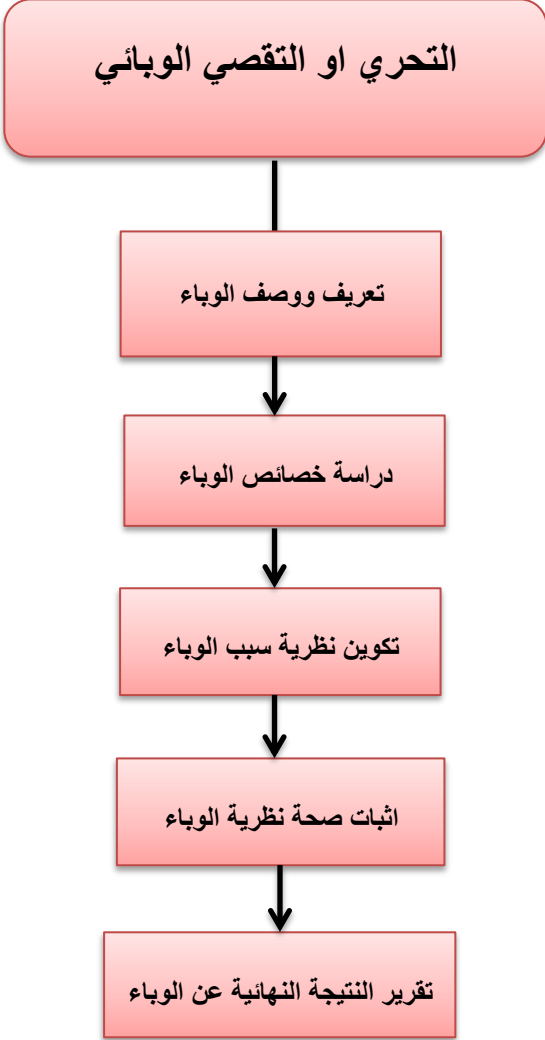 التحري او التقصي الوبائي
تعريف ووصف الوباء
دراسة خصائص الوباء
تكوين نظرية سبب الوباء
اثبات صحة نظرية الوباء
تقرير النتيجة النهائية عن الوباء